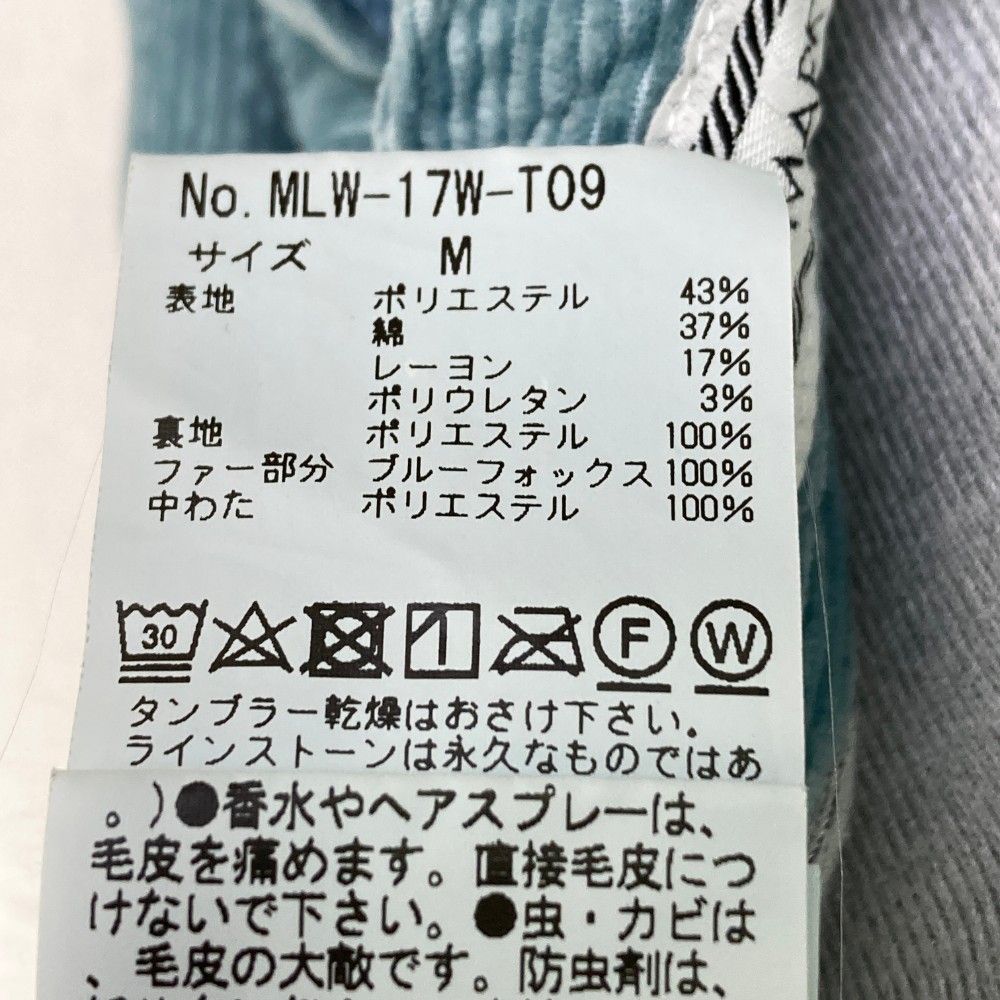 No. MLW-17W-T09
サイズ M
表地 ポリエステル 43%
綿 37%
レーヨン 17%
ポリウレタン 3%
裏地 ポリエステル 100%
ファー部分 ブルーフォックス 100%
中わた ポリエステル 100%
30 F W
タンブラー乾燥はおさけ下さい.
ラインストーンは永久なものではあ
。)●香水やヘアスプレーは、
毛皮を痛めます。直接毛皮につ
けないで下さい。●虫・カビは
、毛皮の大敵です。防虫剤は、